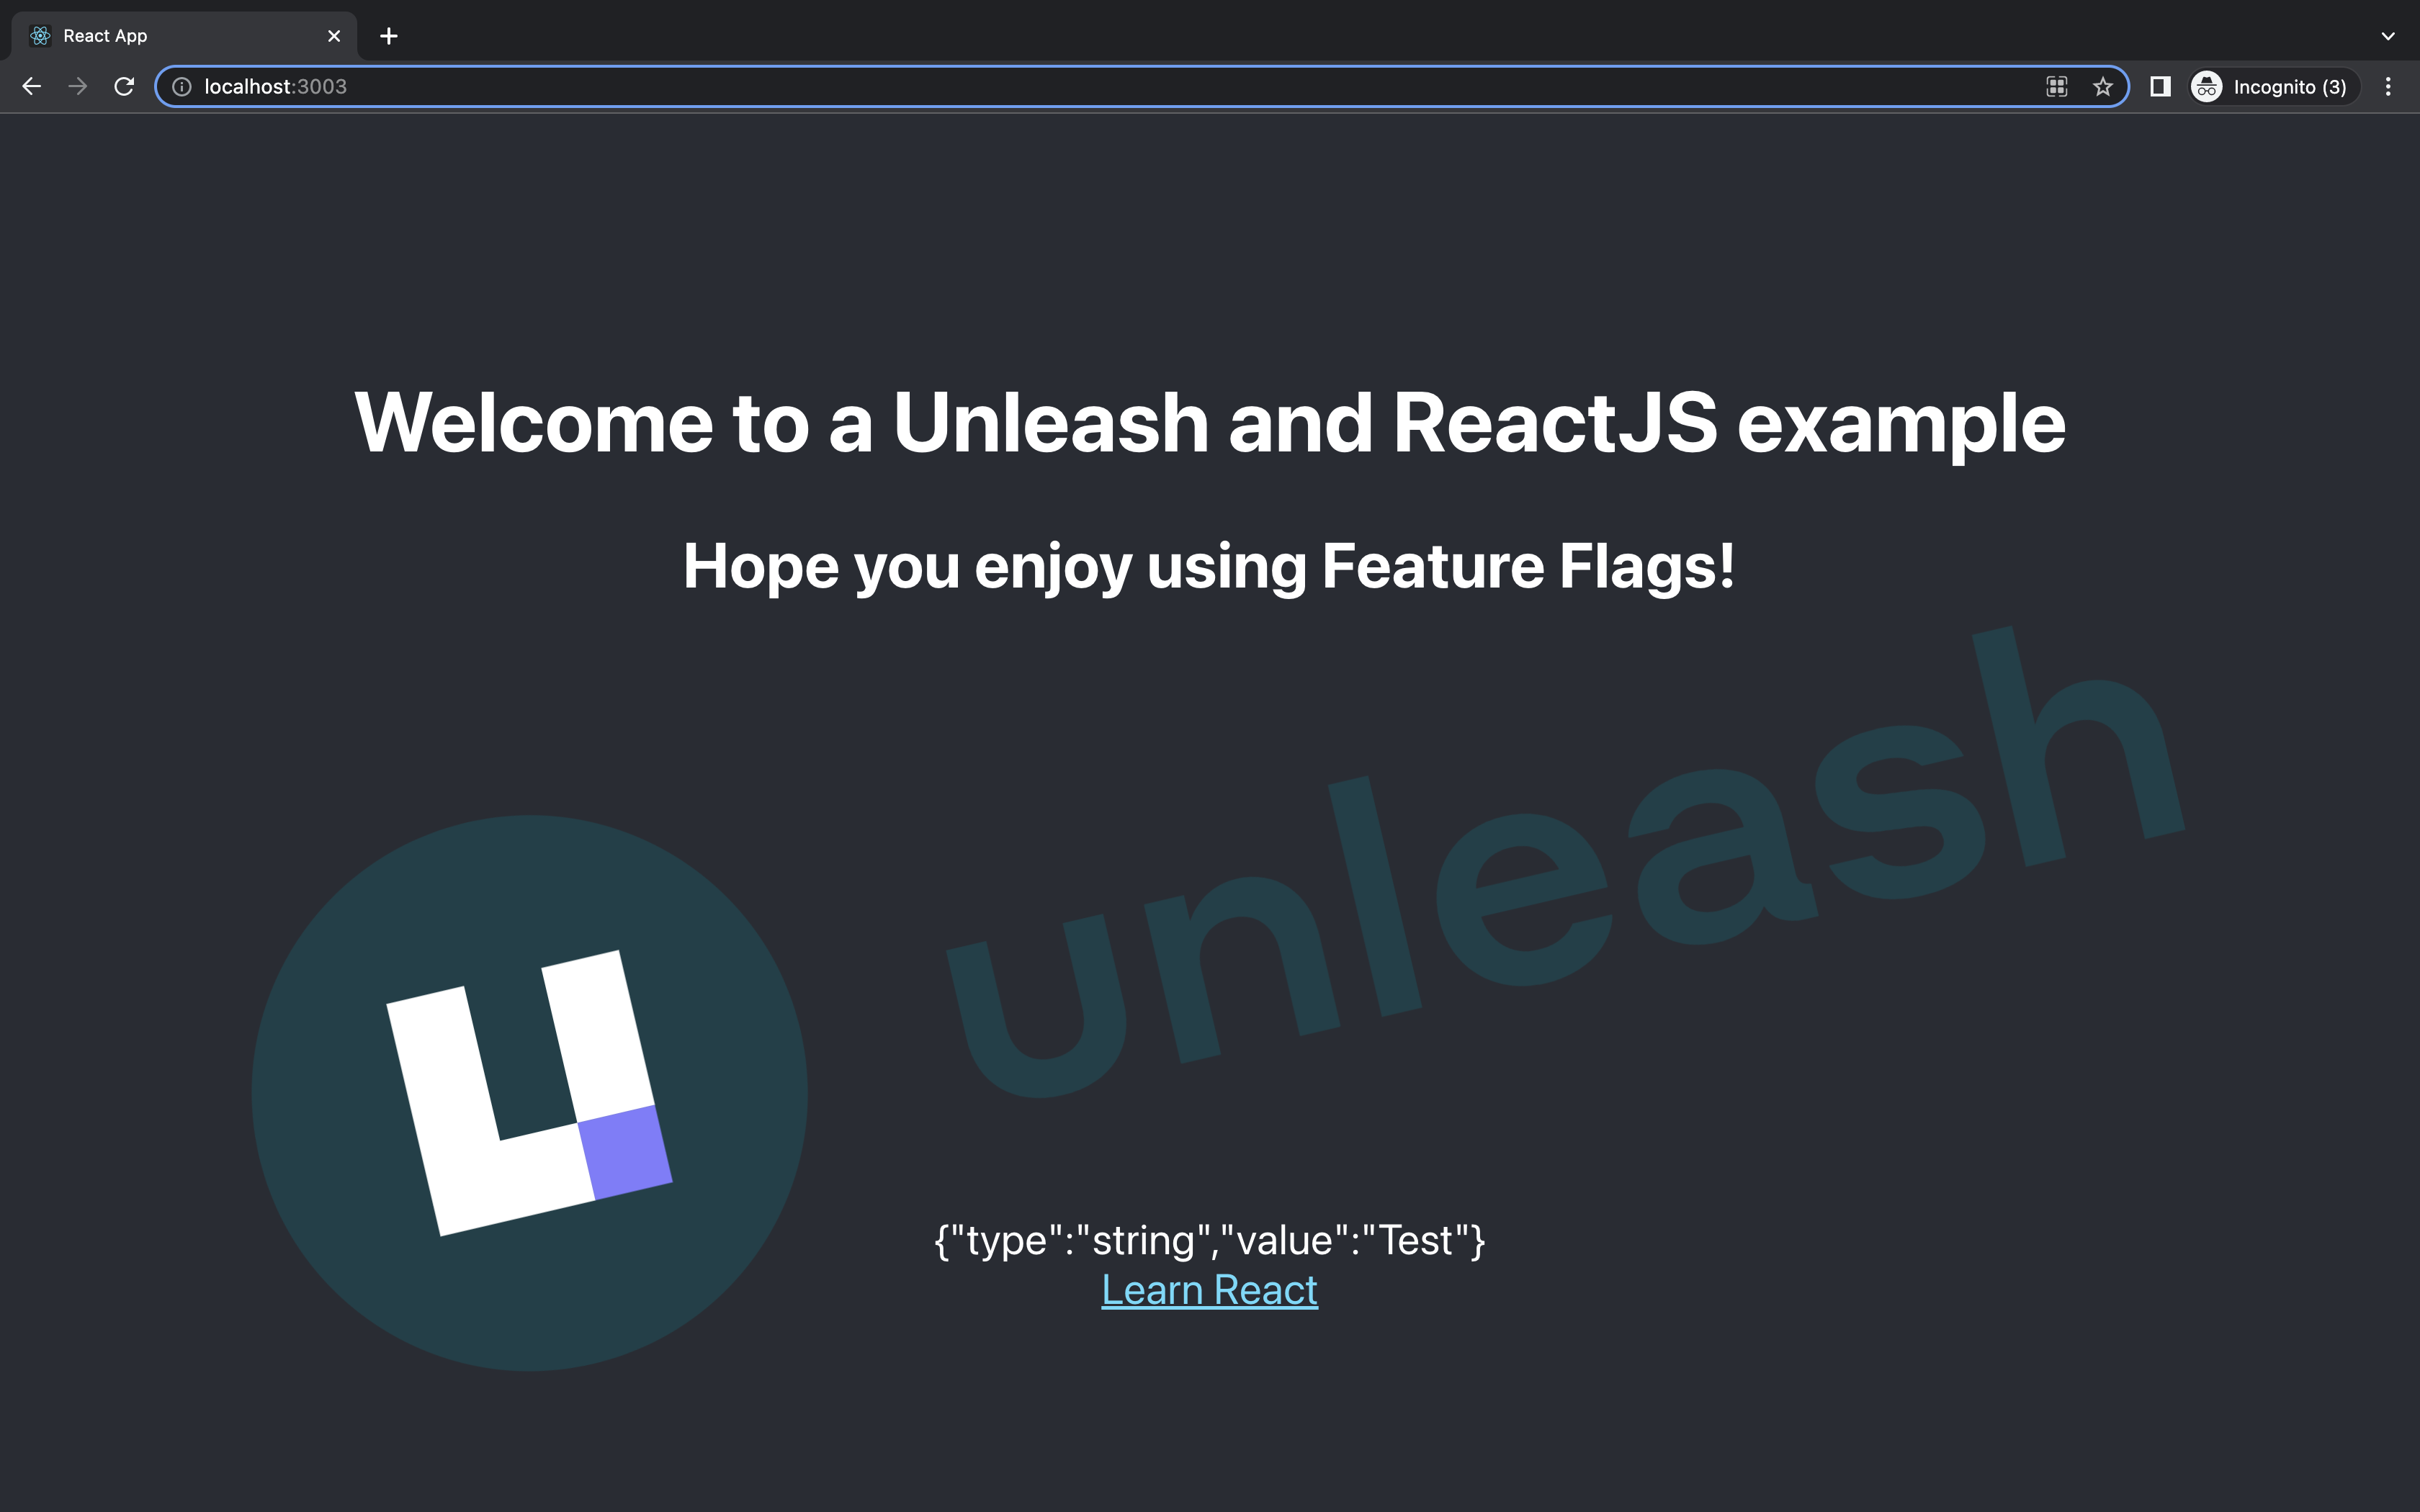 React App
localhost:3003
Incognito (3)
Welcome to a Unleash and ReactJS example
Hope you enjoy using Feature Flags!
unleash
{"type":"string","value":"Test"}
Learn React